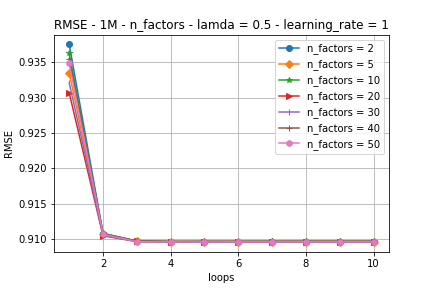 RMSE - 1M - n_factors - lamda = 0.5 - learning_rate = 1
n_factors = 2
n_factors = 5
n_factors = 10
n_factors = 20
n_factors = 30
n_factors = 40
n_factors = 50
RMSE
0.935
0.930
0.925
0.920
0.915
0.910
2 4 6 8 10
loops